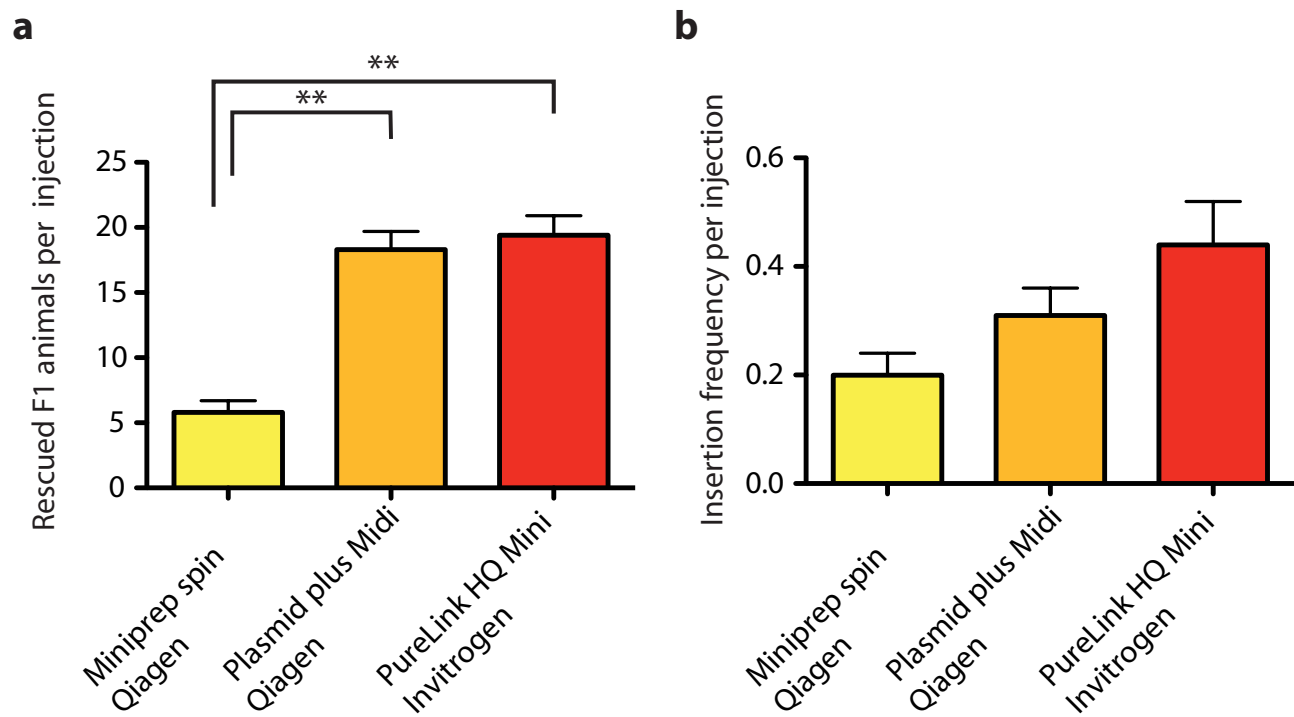 a
**
**
Rescued F1 animals per injection
25
20
15
10
5
0
Miniprep spin
Qiagen
Plasmid plus Midi
Qiagen
PureLink HQ Mini
Invitrogen
b
Insertion frequency per injection
0.6
0.4
0.2
0.0
Miniprep spin
Qiagen
Plasmid plus Midi
Qiagen
PureLink HQ Mini
Invitrogen